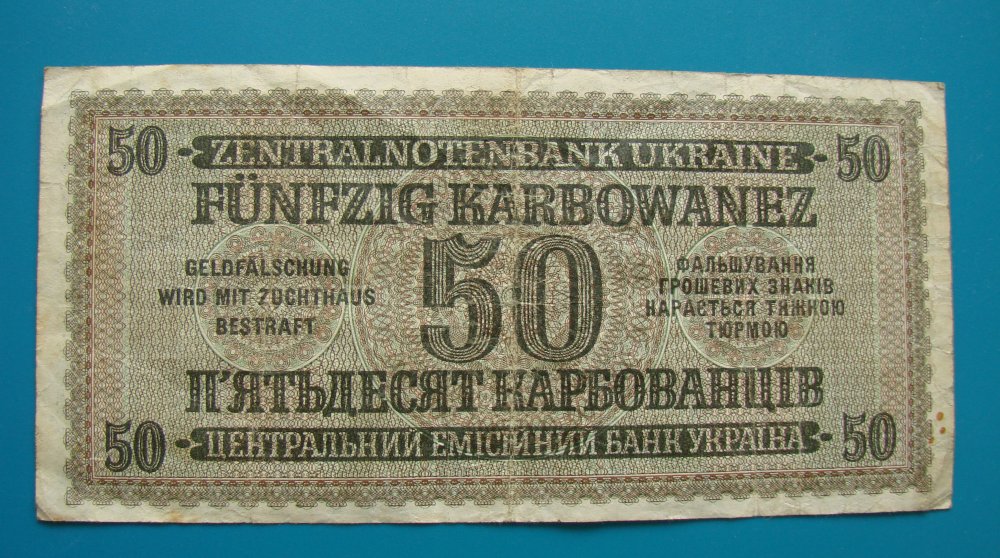 50 ZENTRALNOTENBANK UKRAINE 50
FÜNFZIG KARBOWANEZ
50
GELDFÄLSCHUNG
WIRD MIT ZUCHTHAUS
BESTRAFT
ФАЛЬШУВАННЯ
ГРОШЕВИХ ЗНАКІВ
КАРАЄТЬСЯ ТЯЖКОЮ
ТЮРМОЮ
П'ЯТЬДЕСЯТ КАРБОВАНЦІВ
50 ЦЕНТРАЛЬНИЙ ЕМІСІЙНИЙ БАНК УКРАЇНА 50